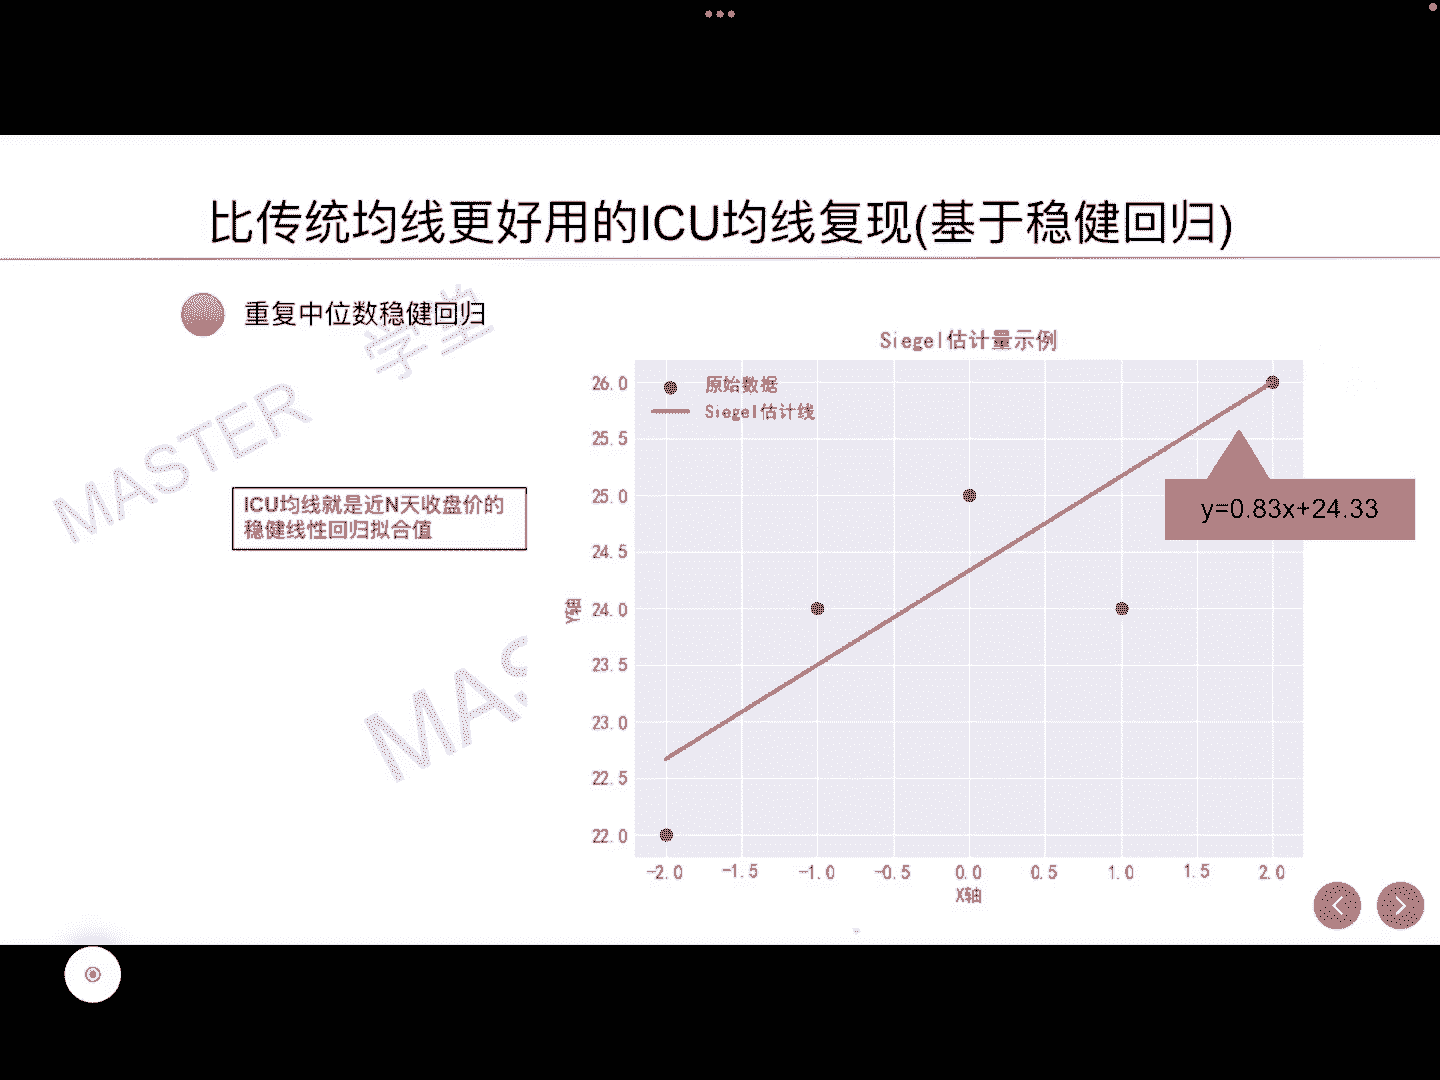 比传统均线更好用的ICU均线复现(基于稳健回归)
重复中位数稳健回归
学堂
MASTER
ICU均线就是近N天收盘价的
稳健线性回归拟合值
MAS
Siegel估计量示例
原始数据
Siegel估计线
y=0.83x+24.33
Y轴
26.0
25.5
25.0
24.5
24.0
23.5
23.0
22.5
22.0
-2.0 -1.5 -1.0 -0.5 0.0 0.5 1.0 1.5 2.0
X轴